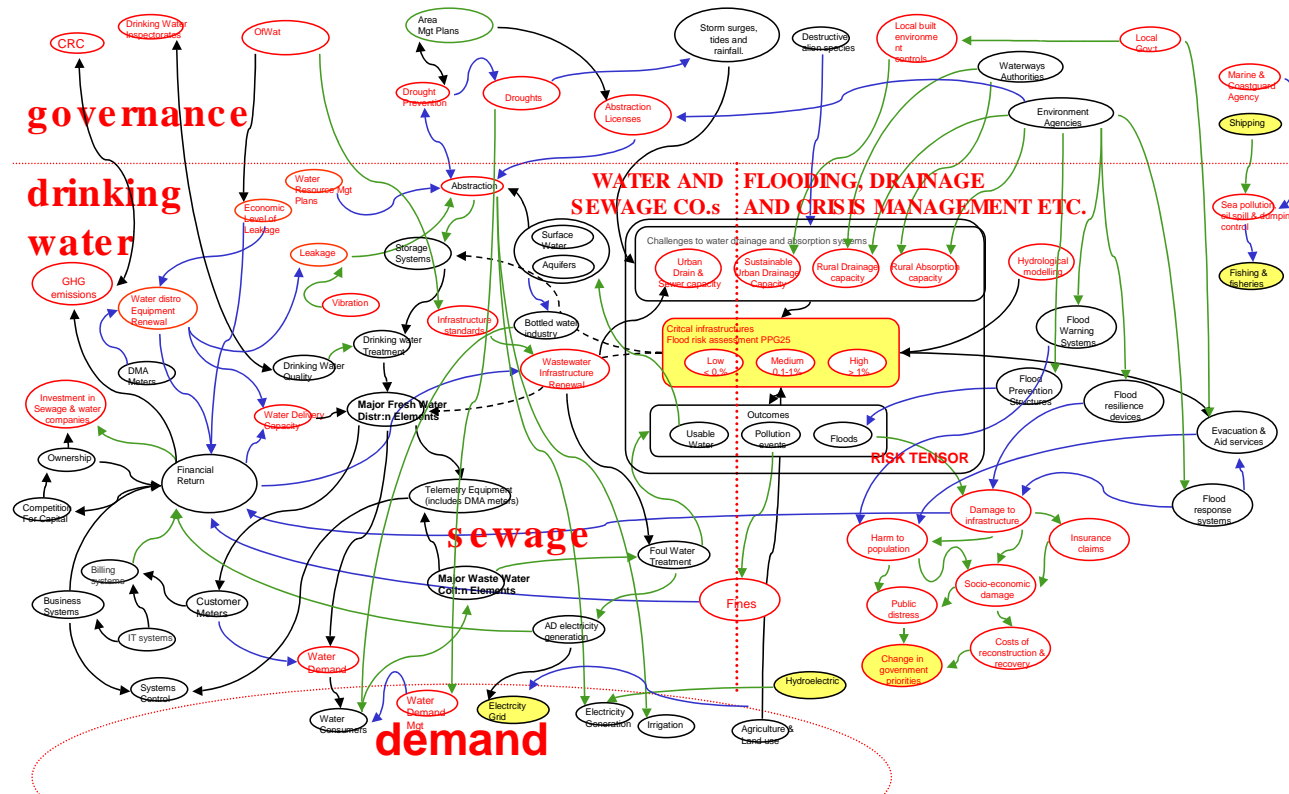 CRC
Drinking Water
Inspectorates
OfWat
Area
Mgt Plans
Storm surges,
tides and
rainfall.
Destructive
alien species
Local built
environme
nt
controls
Local
Gov:t
Waterways
Authorities
Marine &
Coastguard
Agency
Drought
Prevention
Droughts
Abstraction
Licenses
Environment
Agencies
Shipping
governance
drinking
water
WATER AND
SEWAGE CO.s
FLOODING, DRAINAGE
AND CRISIS MANAGEMENT ETC.
Water
Resource Mgt
Plans
Abstraction
Economic
Level of
Leakage
Sea pollution,
oil spill & dumping
control
Surface
Water
Aquifers
Storage
Systems
Leakage
Challenges to water drainage and absorption systems
Urban
Drain &
Sewer capacity
Sustainable
Urban Drainage
Capacity
Rural Drainage
capacity
Rural Absorption
capacity
Hydrological
modelling
Fishing &
fisheries
GHG
emissions
Water distro
Equipment
Renewal
Vibration
Infrastructure
standards
Bottled water
industry
Critcal infrastructures
Flood risk assessment PPG25
Low
< 0.%
Medium
0.1-1%
High
> 1%
Flood
Warning
Systems
Drinking water
Treatment
DMA
Meters
Drinking Water
Quality
Wastewater
Infrastructure
Renewal
Flood
Prevention
Structures
Flood
resilience
devices
Investment in
Sewage & water
companies
Water Delivery
Capacity
Major Fresh Water
Distr:n Elements
Outcomes
Usable
Water
Pollution
events
Floods
RISK TENSOR
Evacuation &
Aid services
Ownership
Financial
Return
Competition
For Capital
Telemetry Equipment
(includes DMA meters)
sewage
Damage to
infrastructure
Flood
response systems
Harm to
population
Insurance
claims
Foul Water
Treatment
Billing
systems
Major Waste Water
Coll:n Elements
Socio-economic
damage
Business
Systems
Customer
Meters
Fines
Public
distress
IT systems
AD electricity
generation
Costs of
reconstruction &
recovery
Water
Demand
Change in
government
priorities
Systems
Control
Hydroelectric
Water
Consumers
Water
Demand
Mgt
Electrcity
Grid
Electricity
Generation
Irrigation
Agriculture &
Land-use
demand